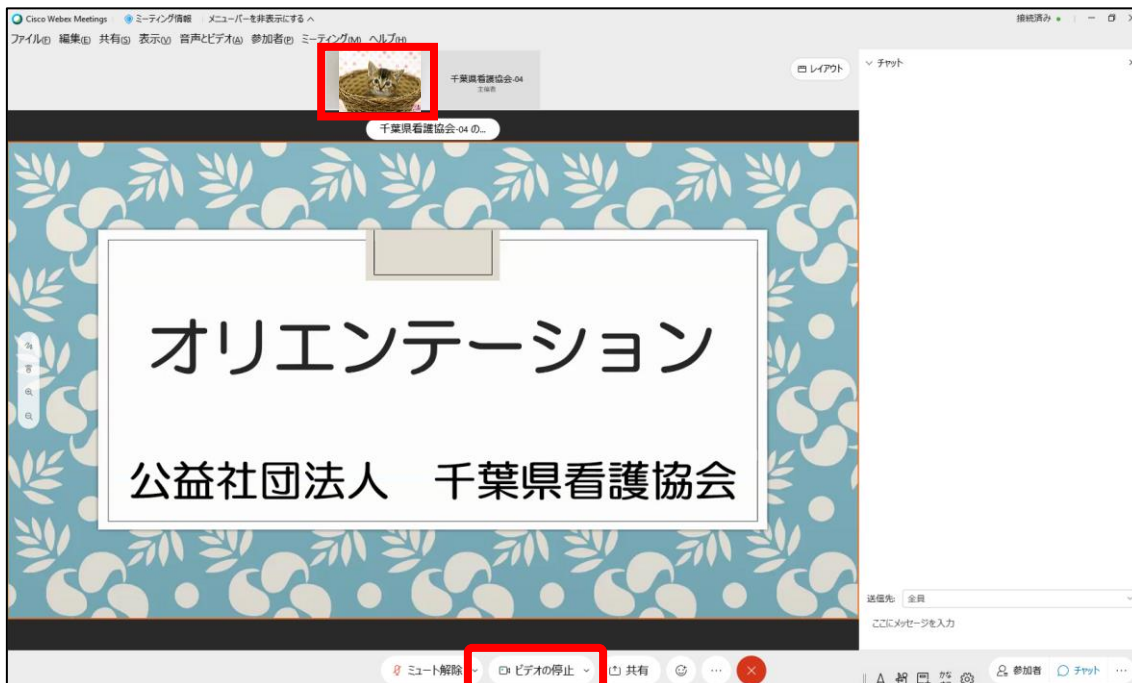 Cisco Webex Meetings ミーティング情報 メニューバーを非表示にする 接続済み
ファイル(F) 編集(E) 共有(S) 表示(V) 音声とビデオ(A) 参加者(P) ミーティング(M) ヘルプ(H)
千葉県看護協会-04
主催者
レイアウト
チャット
千葉県看護協会-04 の...
オリエンテーション
公益社団法人 千葉県看護協会
送信先: 全員
ここにメッセージを入力
ミュート解除 ビデオの停止 共有 ... A 参加者 チャット ...